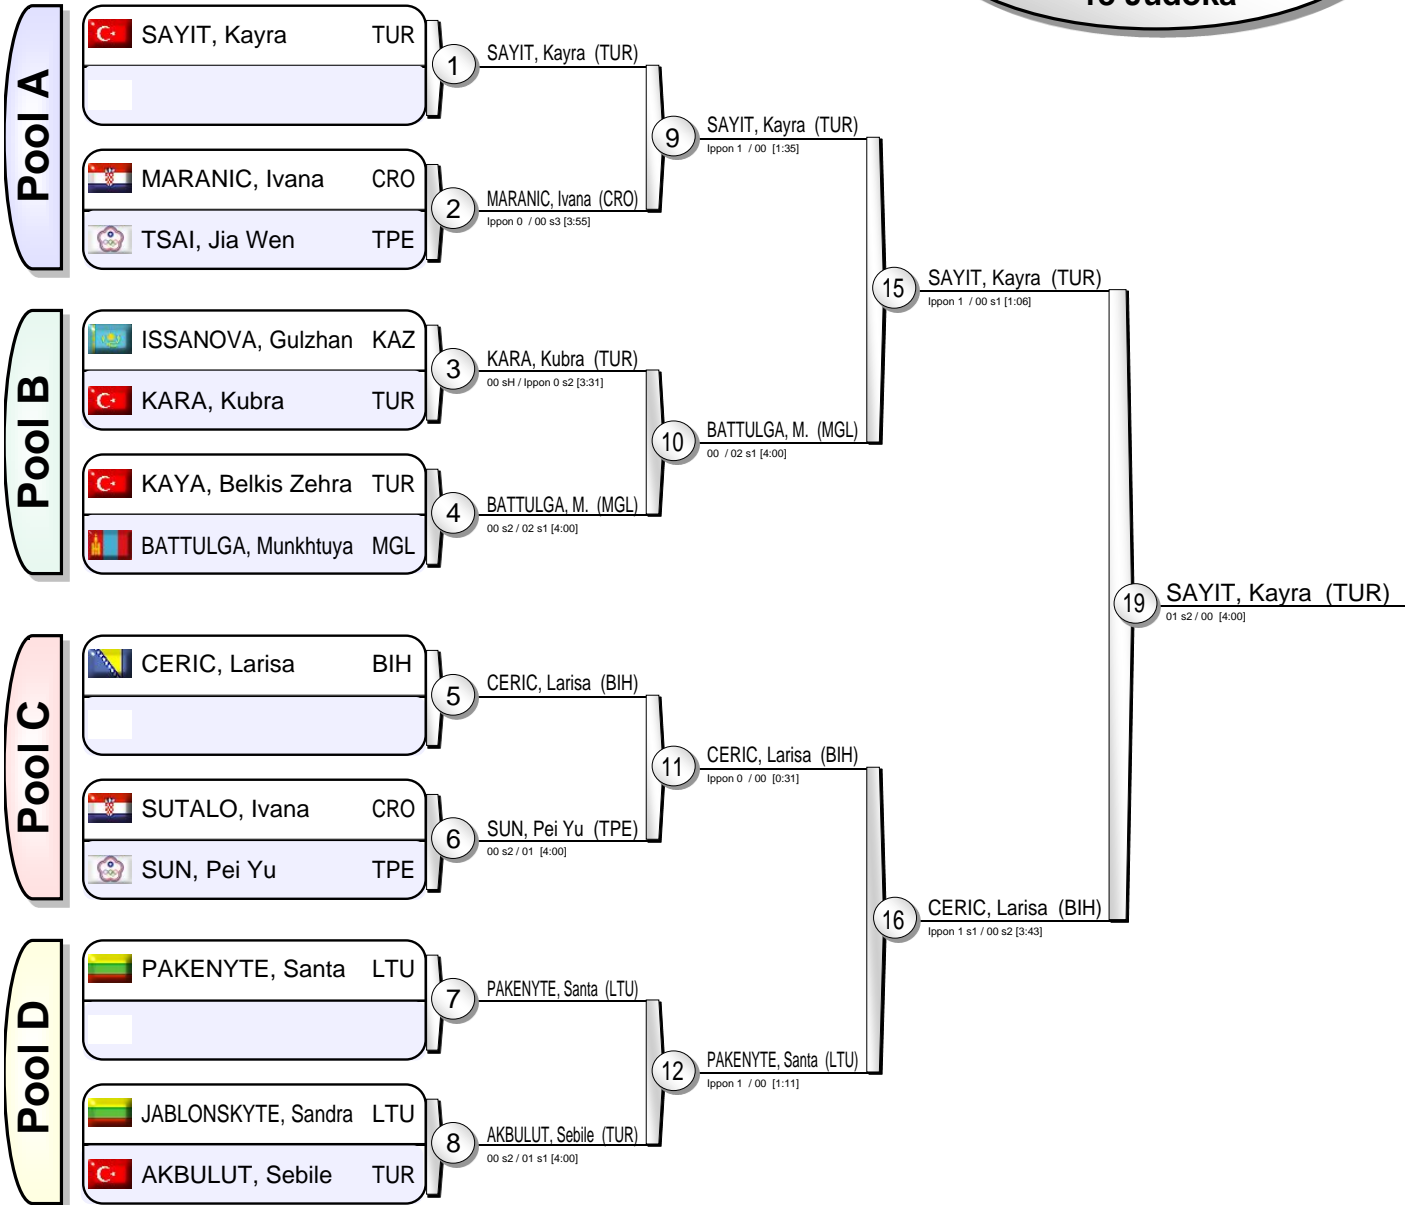 13 Judoka
Pool A
SAYIT, Kayra TUR
MARANIC, Ivana CRO
TSAI, Jia Wen TPE
Pool B
ISSANOVA, Gulzhan KAZ
KARA, Kubra TUR
KAYA, Belkis Zehra TUR
BATTULGA, Munkhtuya MGL
Pool C
CERIC, Larisa BIH
SUTALO, Ivana CRO
SUN, Pei Yu TPE
Pool D
PAKENYTE, Santa LTU
JABLONSKYTE, Sandra LTU
AKBULUT, Sebile TUR
1 SAYIT, Kayra (TUR)
2 MARANIC, Ivana (CRO)
Ippon 0 / 00 s3 [3:55]
3 KARA, Kubra (TUR)
00 sH / Ippon 0 s2 [3:31]
4 BATTULGA, M. (MGL)
00 s2 / 02 s1 [4:00]
5 CERIC, Larisa (BIH)
6 SUN, Pei Yu (TPE)
00 s2 / 01 [4:00]
7 PAKENYTE, Santa (LTU)
8 AKBULUT, Sebile (TUR)
00 s2 / 01 s1 [4:00]
9 SAYIT, Kayra (TUR)
Ippon 1 / 00 [1:35]
10 BATTULGA, M. (MGL)
00 / 02 s1 [4:00]
11 CERIC, Larisa (BIH)
Ippon 0 / 00 [0:31]
12 PAKENYTE, Santa (LTU)
Ippon 1 / 00 [1:11]
15 SAYIT, Kayra (TUR)
Ippon 1 / 00 s1 [1:06]
16 CERIC, Larisa (BIH)
Ippon 1 s1 / 00 s2 [3:43]
19 SAYIT, Kayra (TUR)
01 s2 / 00 [4:00]